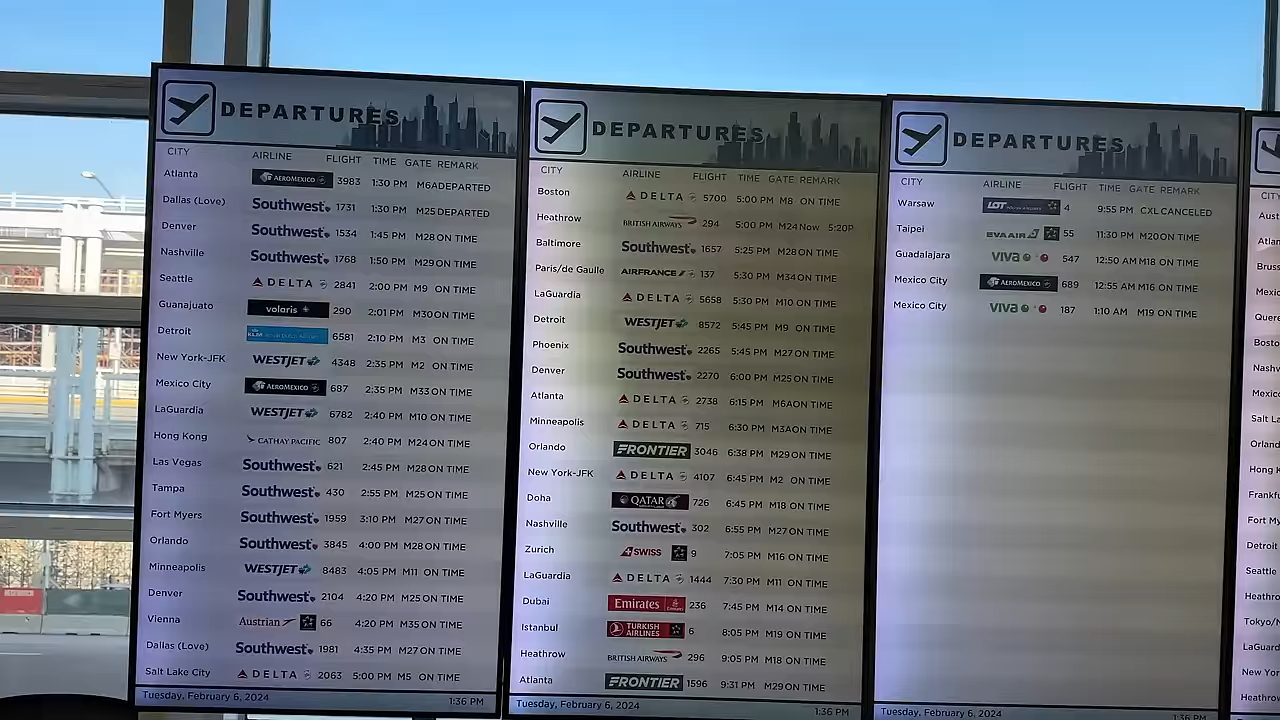 DEPARTURES
CITY AIRLINE FLIGHT TIME GATE REMARK
Atlanta AEROMEXICO 3983 1:30 PM M6A DEPARTED
Dallas (Love) Southwest 1731 1:30 PM M25 DEPARTED
Denver Southwest 1534 1:45 PM M28 ON TIME
Nashville Southwest 1768 1:50 PM M29 ON TIME
Seattle DELTA 2841 2:00 PM M9 ON TIME
Guanajuato volaris 290 2:01 PM M30 ON TIME
Detroit KLM 6581 2:10 PM M3 ON TIME
New York-JFK WESTJET 4348 2:35 PM M2 ON TIME
Mexico City AEROMEXICO 687 2:35 PM M33 ON TIME
LaGuardia WESTJET 6782 2:40 PM M10 ON TIME
Hong Kong CATHAY PACIFIC 807 2:40 PM M24 ON TIME
Las Vegas Southwest 621 2:45 PM M28 ON TIME
Tampa Southwest 430 2:55 PM M25 ON TIME
Fort Myers Southwest 1959 3:10 PM M27 ON TIME
Orlando Southwest 3845 4:00 PM M28 ON TIME
Minneapolis WESTJET 8483 4:05 PM M11 ON TIME
Denver Southwest 2104 4:20 PM M25 ON TIME
Vienna Austrian 66 4:20 PM M35 ON TIME
Dallas (Love) Southwest 1981 4:35 PM M27 ON TIME
Salt Lake City DELTA 2063 5:00 PM M5 ON TIME
Tuesday, February 6, 2024 1:36 PM
DEPARTURES
CITY AIRLINE FLIGHT TIME GATE REMARK
Boston DELTA 5700 5:00 PM M8 ON TIME
Heathrow BRITISH AIRWAYS 294 5:00 PM M24 Now 5:20P
Baltimore Southwest 1657 5:25 PM M28 ON TIME
Paris/de Gaulle AIRFRANCE 137 5:30 PM M34 ON TIME
LaGuardia DELTA 5658 5:30 PM M10 ON TIME
Detroit WESTJET 8572 5:45 PM M9 ON TIME
Phoenix Southwest 2265 5:45 PM M27 ON TIME
Denver Southwest 2270 6:00 PM M25 ON TIME
Atlanta DELTA 2738 6:15 PM M6A ON TIME
Minneapolis DELTA 715 6:30 PM M3A ON TIME
Orlando FRONTIER 3046 6:38 PM M29 ON TIME
New York-JFK DELTA 4107 6:45 PM M2 ON TIME
Doha QATAR 726 6:45 PM M18 ON TIME
Nashville Southwest 302 6:55 PM M27 ON TIME
Zurich SWISS 9 7:05 PM M16 ON TIME
LaGuardia DELTA 1444 7:30 PM M11 ON TIME
Dubai Emirates 236 7:45 PM M14 ON TIME
Istanbul TURKISH AIRLINES 6 8:05 PM M19 ON TIME
Heathrow BRITISH AIRWAYS 296 9:05 PM M18 ON TIME
Atlanta FRONTIER 1596 9:31 PM M29 ON TIME
Tuesday, February 6, 2024 1:36 PM
DEPARTURES
CITY AIRLINE FLIGHT TIME GATE REMARK
Warsaw LOT POLISH AIRLINES 4 9:55 PM CXL CANCELED
Taipei EVA AIR 55 11:30 PM M20 ON TIME
Guadalajara VIVA 547 12:50 AM M18 ON TIME
Mexico City AEROMEXICO 689 12:55 AM M16 ON TIME
Mexico City VIVA 187 1:10 AM M19 ON TIME
Tuesday, February 6, 2024 1:36 PM